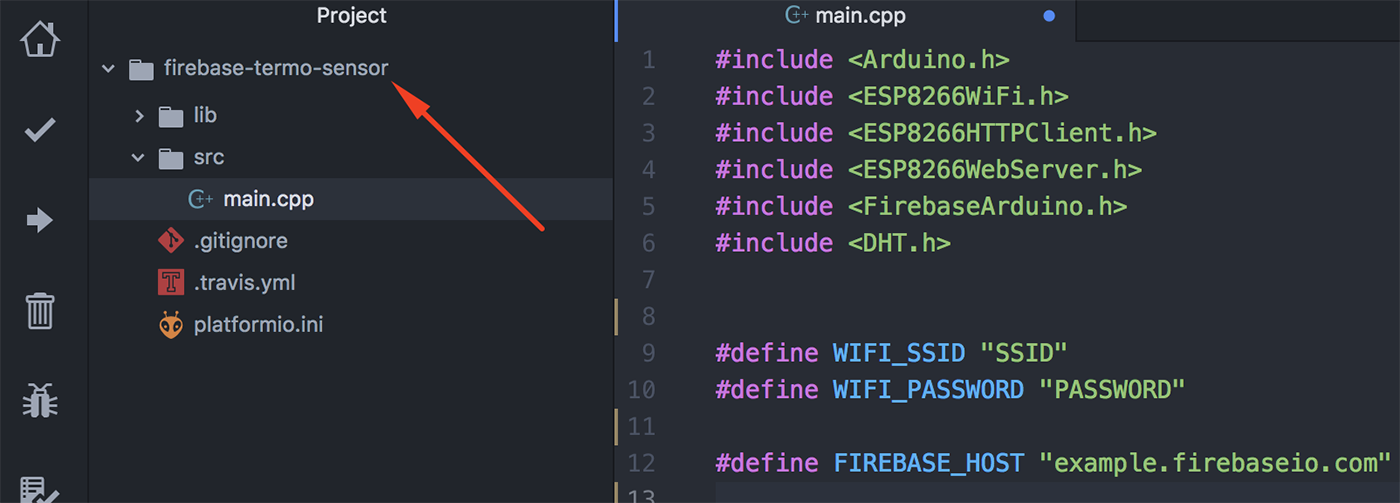 Project
firebase-termo-sensor
lib
src
main.cpp
.gitignore
.travis.yml
platformio.ini
main.cpp
1 #include <Arduino.h>
2 #include <ESP8266WiFi.h>
3 #include <ESP8266HTTPClient.h>
4 #include <ESP8266WebServer.h>
5 #include <FirebaseArduino.h>
6 #include <DHT.h>
7
8
9 #define WIFI_SSID "SSID"
10 #define WIFI_PASSWORD "PASSWORD"
11
12 #define FIREBASE_HOST "example.firebaseio.com"
13